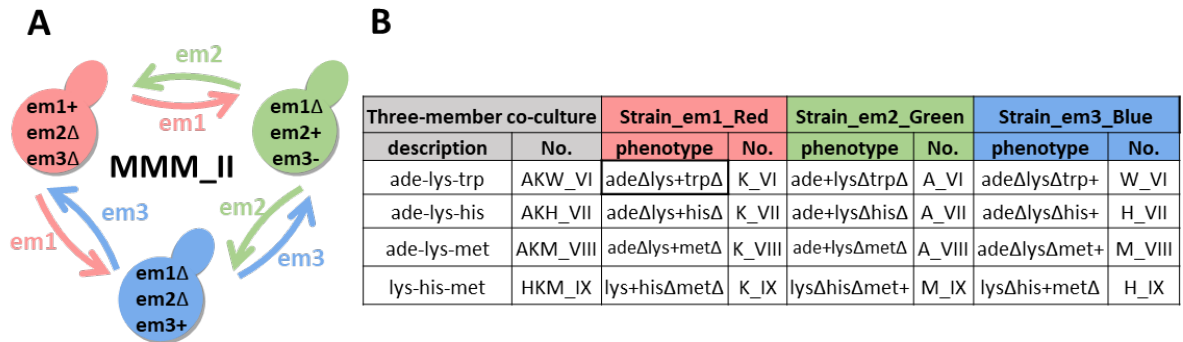 A
em2
em1
em1+
em2Δ
em3Δ
em1Δ
em2+
em3-
MMM_II
em3
em1
em2
em3
em1Δ
em2Δ
em3+
B
Three-member co-culture Strain_em1_Red Strain_em2_Green Strain_em3_Blue
description No. phenotype No. phenotype No. phenotype No.
ade-lys-trp AKW_VI adeΔlys+trpΔ K_VI ade+lysΔtrpΔ A_VI adeΔlysΔtrp+ W_VI
ade-lys-his AKH_VII adeΔlys+hisΔ K_VII ade+lysΔhisΔ A_VII adeΔlysΔhis+ H_VII
ade-lys-met AKM_VIII adeΔlys+metΔ K_VIII ade+lysΔmetΔ A_VIII adeΔlysΔmet+ M_VIII
lys-his-met HKM_IX lys+hisΔmetΔ K_IX lysΔhisΔmet+ M_IX lysΔhis+metΔ H_IX